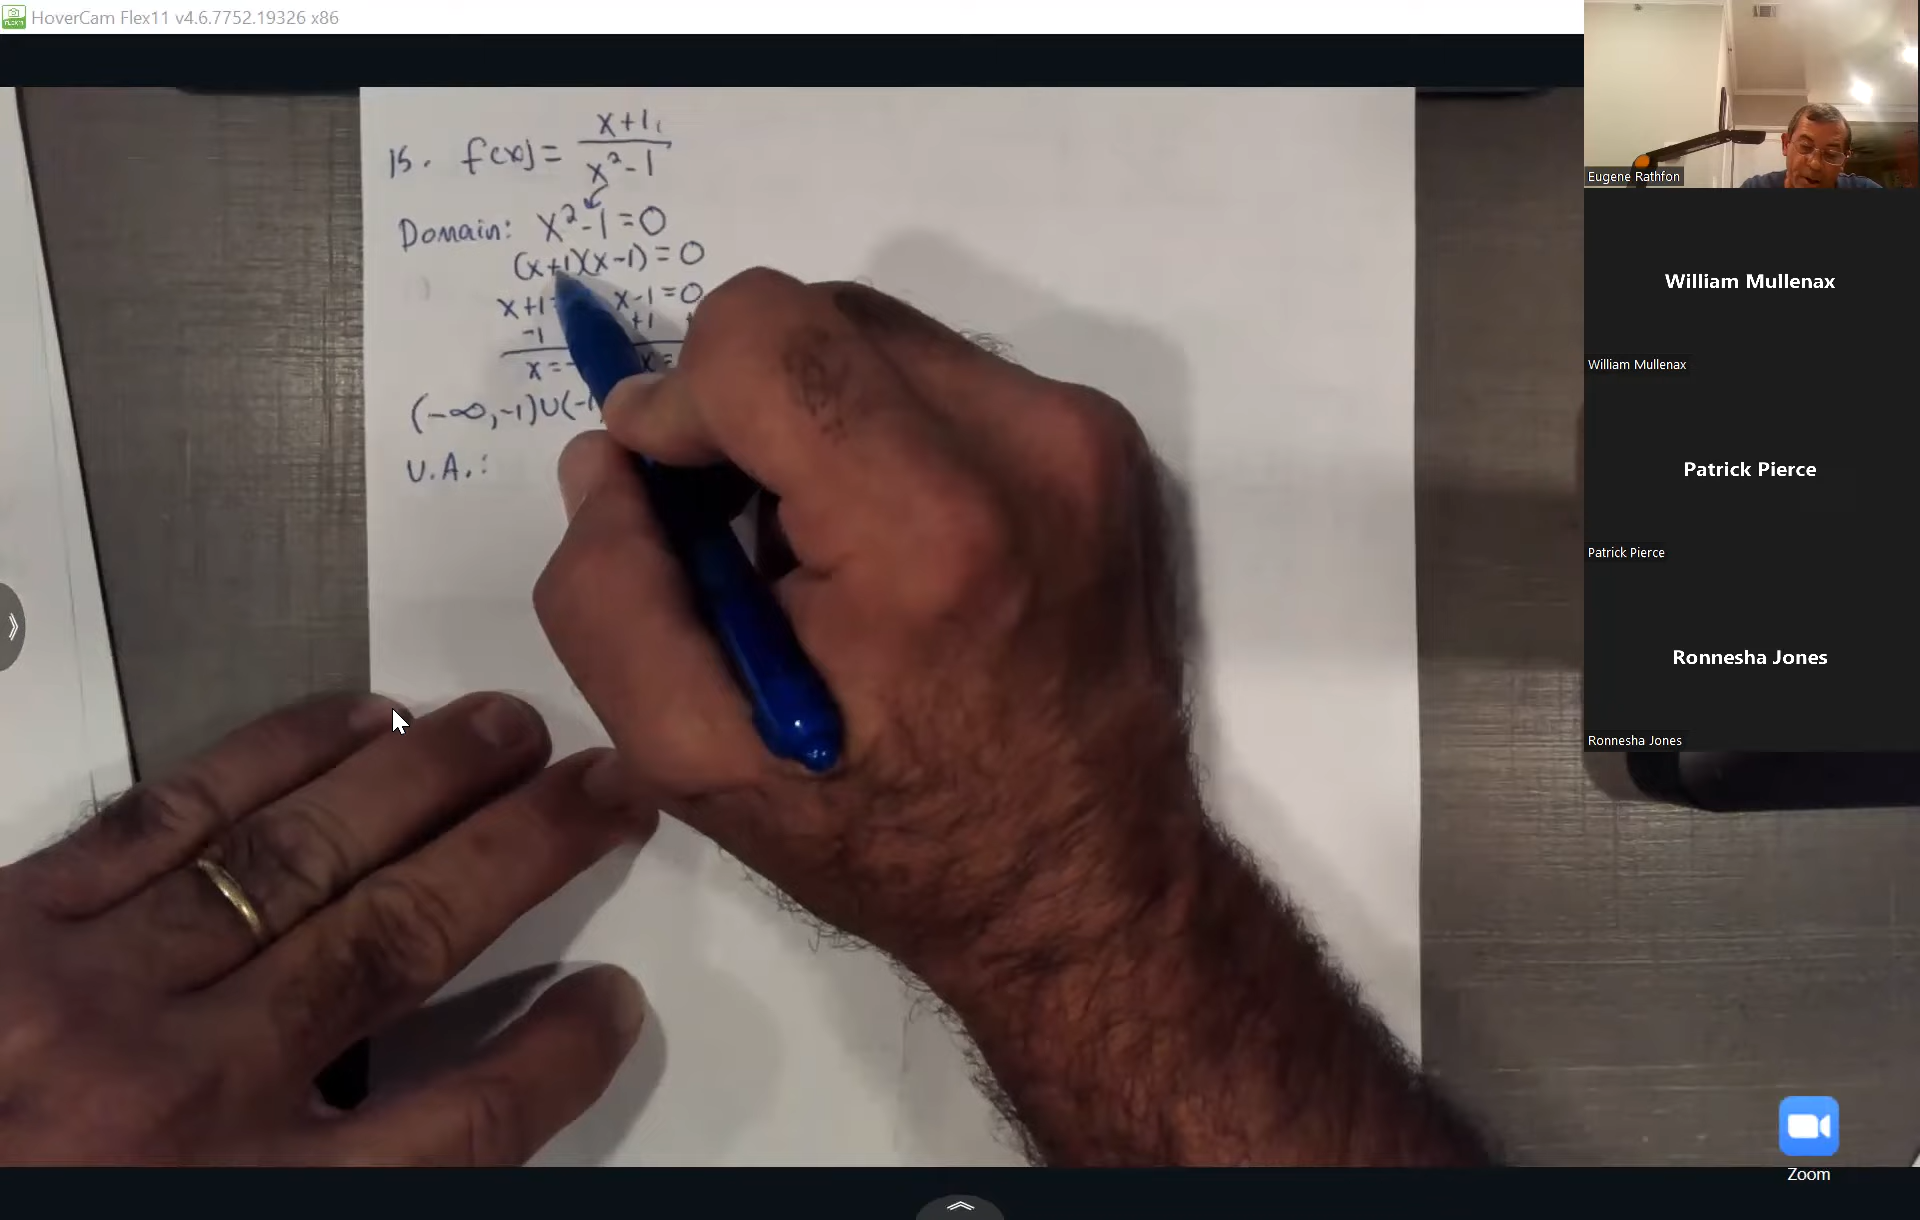 HoverCam Flex11 v4.6.7752.19326 x86
15. f(x) = x+1, / x²-1
Domain: x²-1=0
(x+1)(x-1)=0
x+1 x-1=0
-1 +1
x= x=
(-∞,-1)∪(-1
V.A.:
Eugene Rathfon
William Mullenax
William Mullenax
Patrick Pierce
Patrick Pierce
Ronnesha Jones
Ronnesha Jones
Zoom